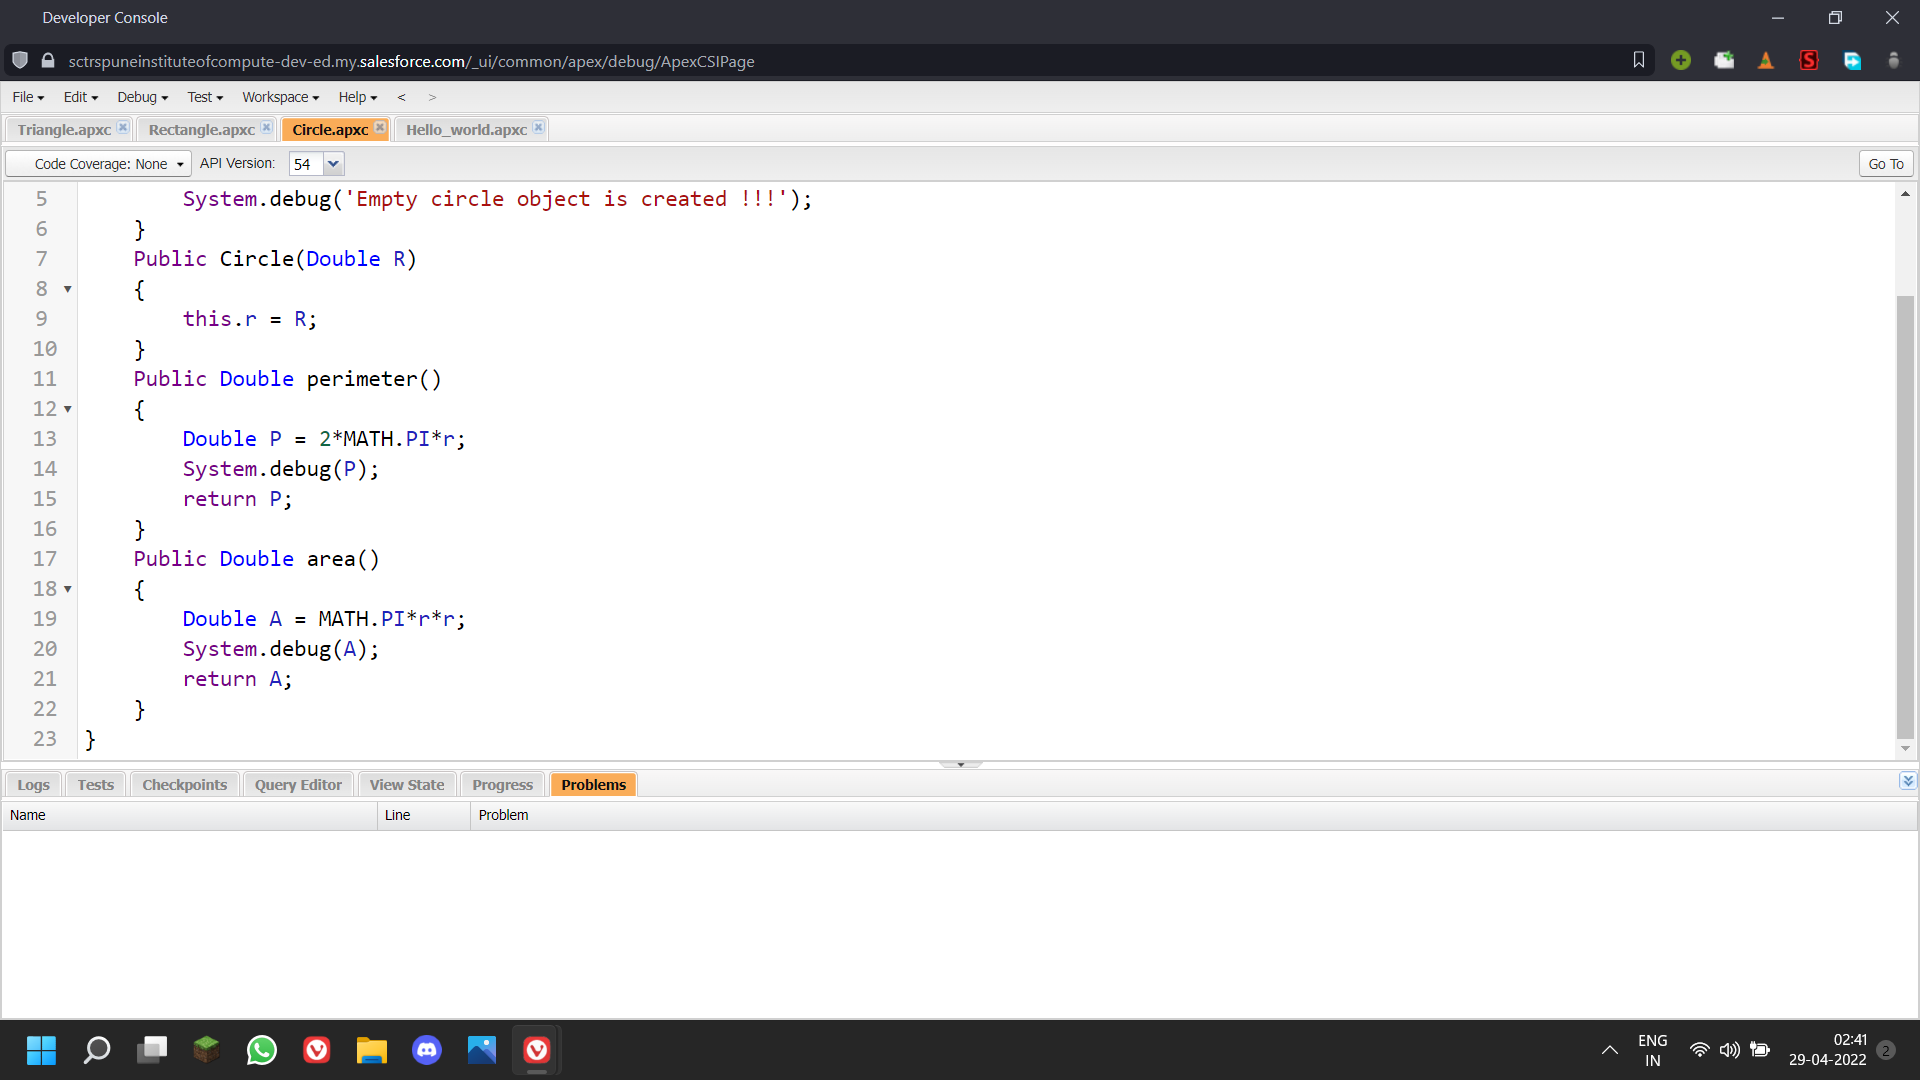 Developer Console
sctrspuneinstituteofcompute-dev-ed.my.salesforce.com/_ui/common/apex/debug/ApexCSIPage
File Edit Debug Test Workspace Help < >
Triangle.apxc Rectangle.apxc Circle.apxc Hello_world.apxc
Code Coverage: None API Version: 54 Go To
5 System.debug('Empty circle object is created !!!');
6 }
7 Public Circle(Double R)
8 {
9 this.r = R;
10 }
11 Public Double perimeter()
12 {
13 Double P = 2*MATH.PI*r;
14 System.debug(P);
15 return P;
16 }
17 Public Double area()
18 {
19 Double A = MATH.PI*r*r;
20 System.debug(A);
21 return A;
22 }
23 }
Logs Tests Checkpoints Query Editor View State Progress Problems
Name Line Problem
ENG 02:41
IN 29-04-2022 2